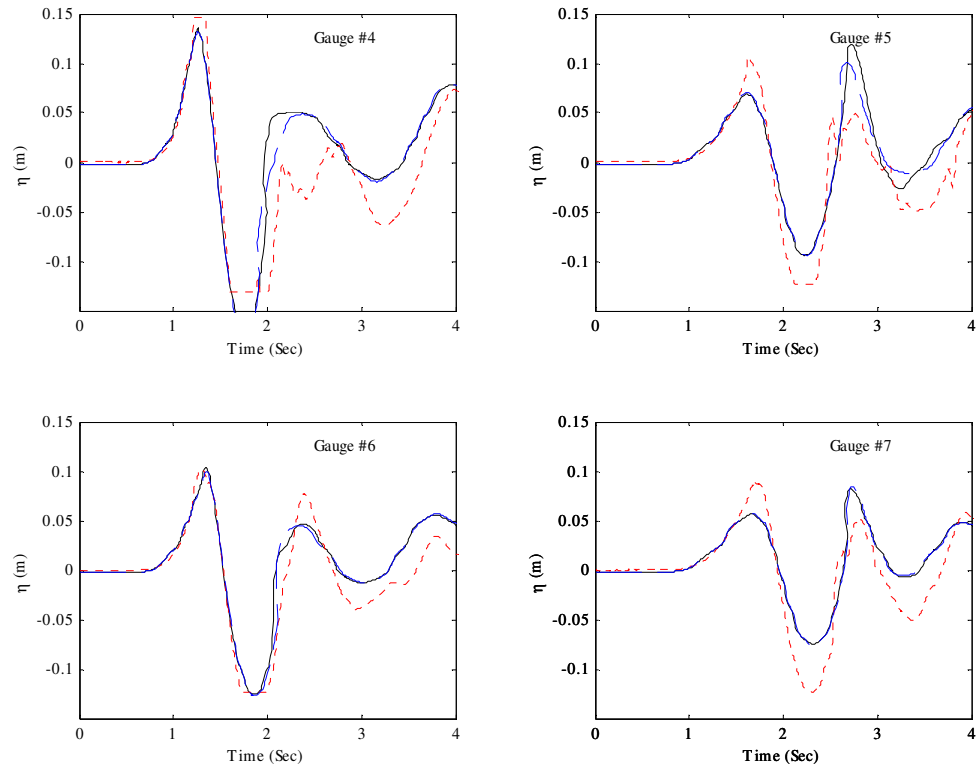 0.15
0.1
0.05
0
-0.05
-0.1
η (m)
Gauge #4
0 1 2 3 4
Time (Sec)
0.15
0.1
0.05
0
-0.05
-0.1
η (m)
Gauge #5
0 1 2 3 4
Time (Sec)
0.15
0.1
0.05
0
-0.05
-0.1
η (m)
Gauge #6
0 1 2 3 4
Time (Sec)
0.15
0.1
0.05
0
-0.05
-0.1
η (m)
Gauge #7
0 1 2 3 4
Time (Sec)